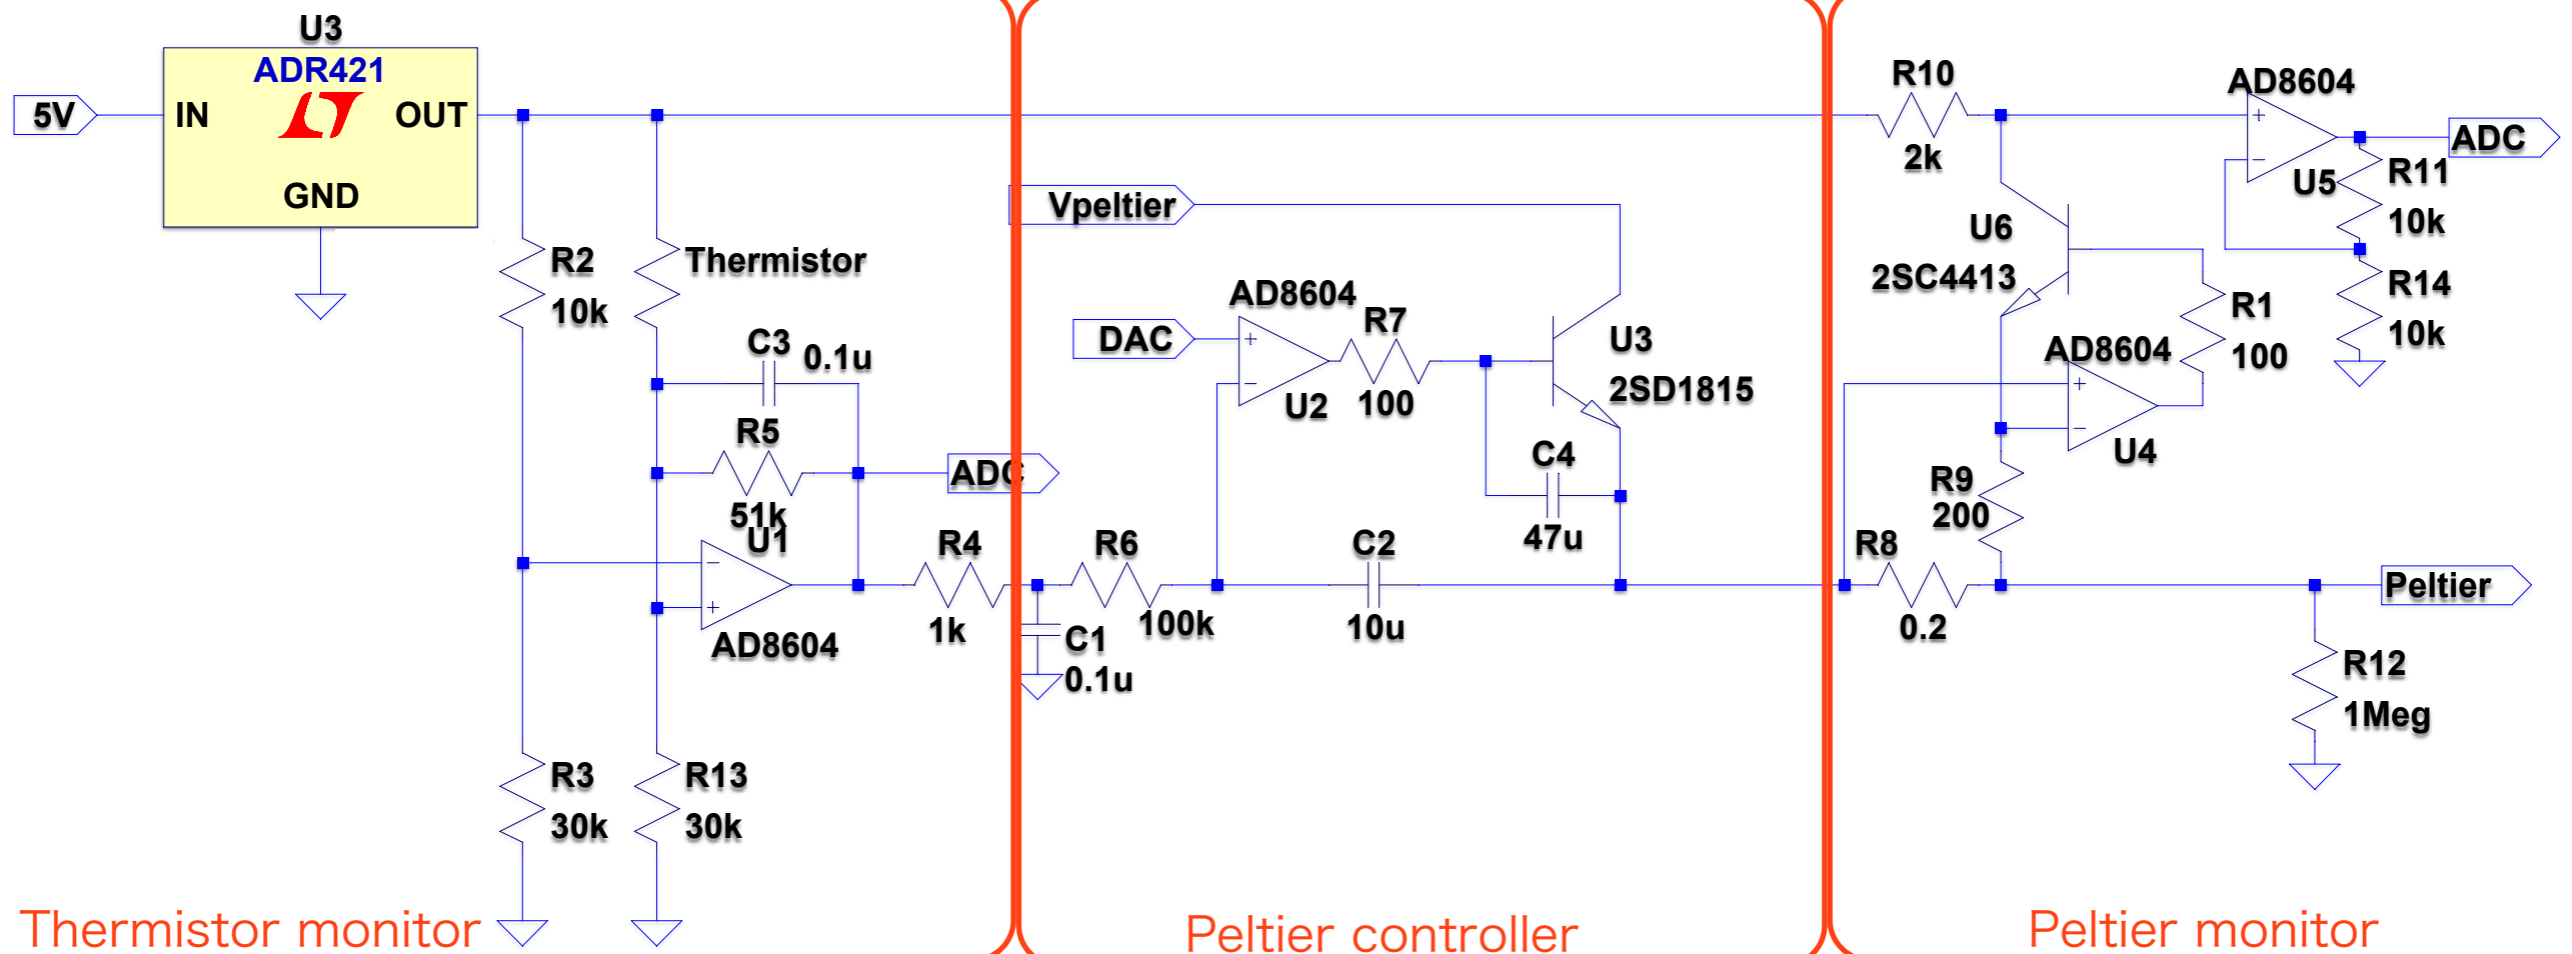 U3
ADR421
5V
IN
OUT
GND
R2
10k
Thermistor
C3
0.1u
R5
51k
ADC
U1
AD8604
R4
1k
R3
30k
R13
30k
Thermistor monitor
Vpeltier
DAC
AD8604
U2
R7
100
U3
2SD1815
C4
47u
R6
100k
C1
0.1u
C2
10u
Peltier controller
R10
2k
AD8604
U5
ADC
R11
10k
R14
10k
U6
2SC4413
R1
100
AD8604
U4
R9
200
R8
0.2
Peltier
R12
1Meg
Peltier monitor
+
−
+
−
+
−
+
−